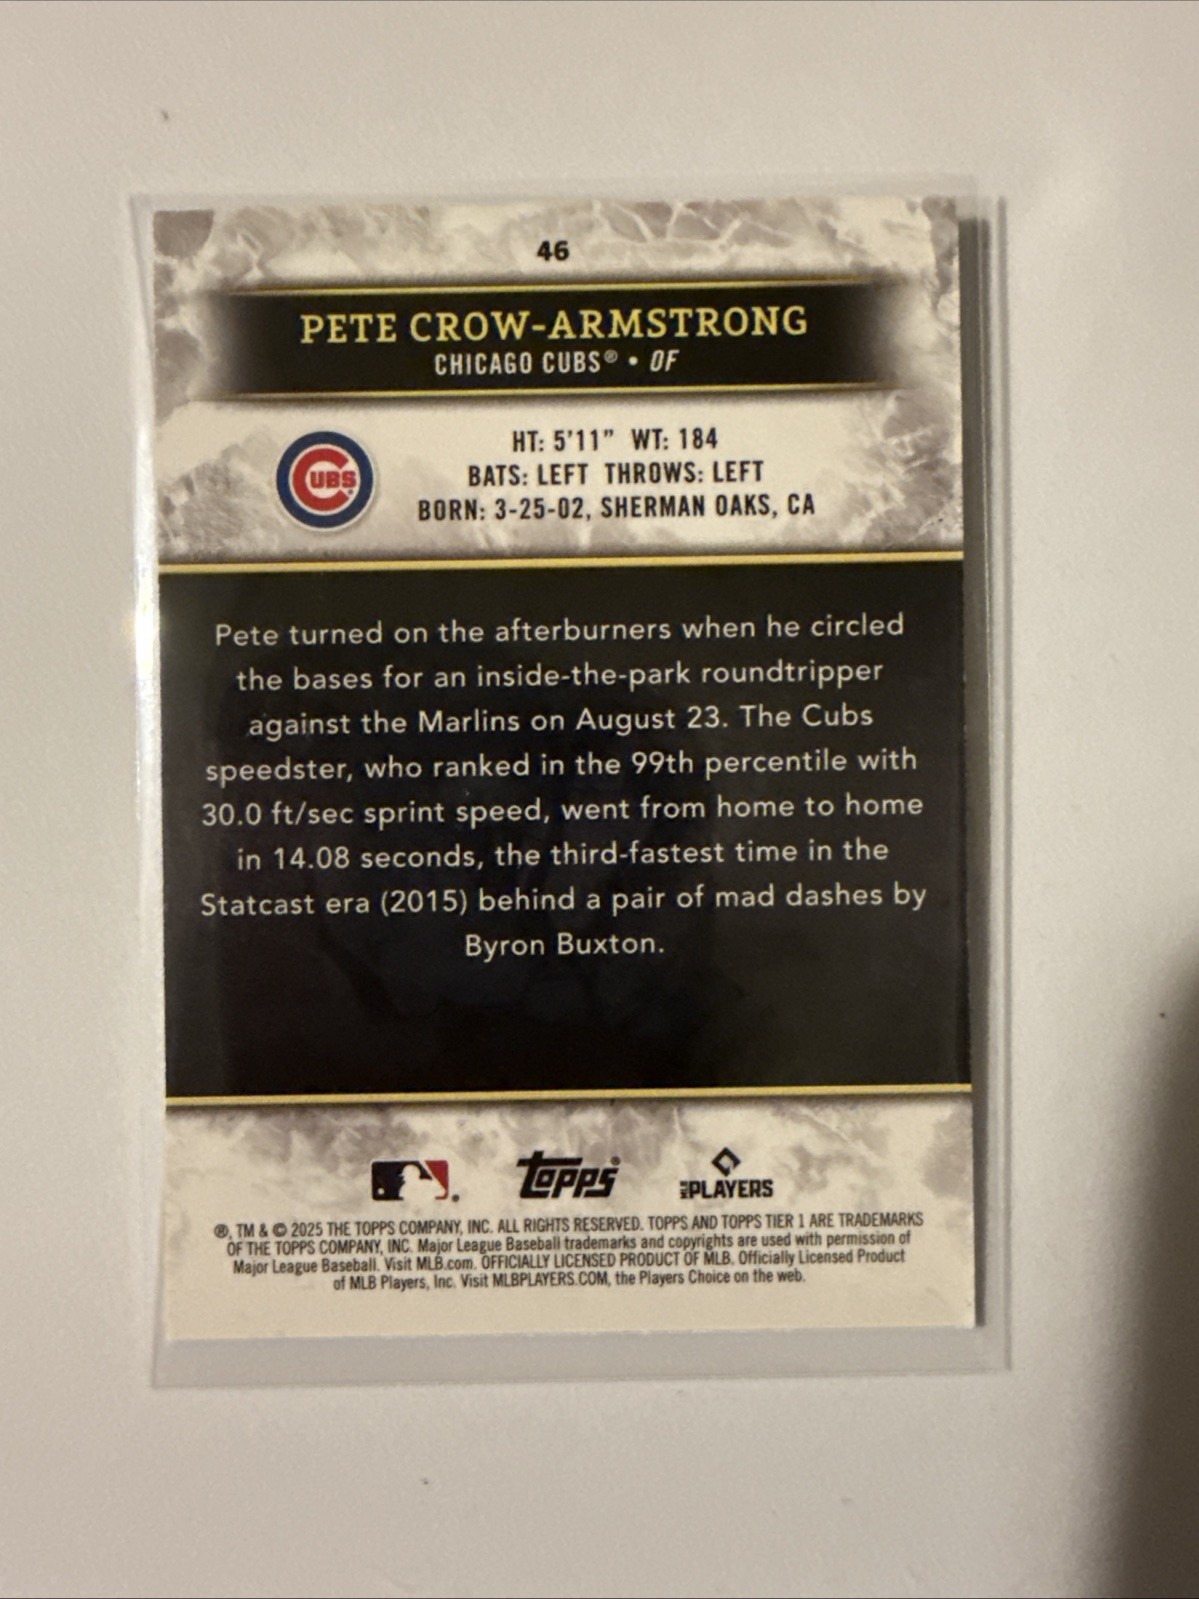 46
PETE CROW-ARMSTRONG
CHICAGO CUBS® • OF
CUBS
HT: 5'11" WT: 184
BATS: LEFT THROWS: LEFT
BORN: 3-25-02, SHERMAN OAKS, CA
Pete turned on the afterburners when he circled
the bases for an inside-the-park roundtripper
against the Marlins on August 23. The Cubs
speedster, who ranked in the 99th percentile with
30.0 ft/sec sprint speed, went from home to home
in 14.08 seconds, the third-fastest time in the
Statcast era (2015) behind a pair of mad dashes by
Byron Buxton.
topps®
MLB PLAYERS
®, TM & © 2025 THE TOPPS COMPANY, INC. ALL RIGHTS RESERVED. TOPPS AND TOPPS TIER 1 ARE TRADEMARKS
OF THE TOPPS COMPANY, INC. Major League Baseball trademarks and copyrights are used with permission of
Major League Baseball. Visit MLB.com. OFFICIALLY LICENSED PRODUCT OF MLB. Officially Licensed Product
of MLB Players, Inc. Visit MLBPLAYERS.COM, the Players Choice on the web.